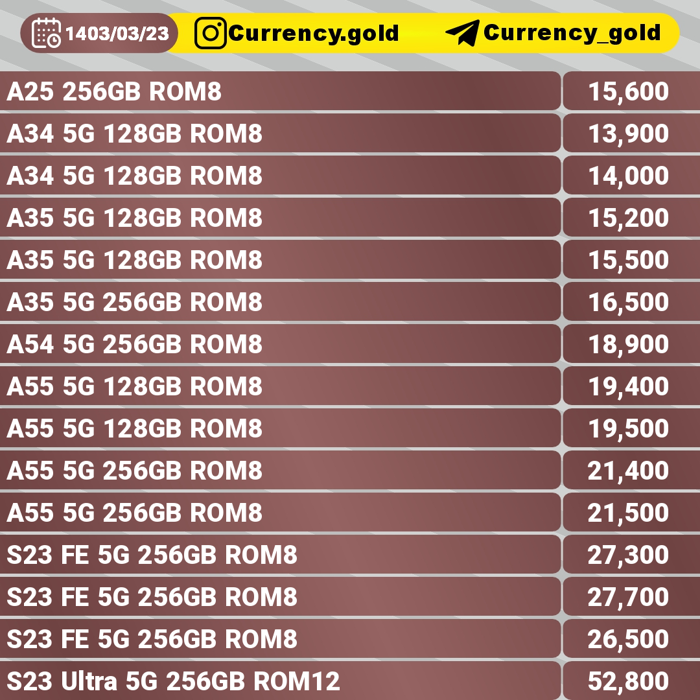 1403/03/23 Currency.gold Currency_gold
A25 256GB ROM8 15,600
A34 5G 128GB ROM8 13,900
A34 5G 128GB ROM8 14,000
A35 5G 128GB ROM8 15,200
A35 5G 128GB ROM8 15,500
A35 5G 256GB ROM8 16,500
A54 5G 256GB ROM8 18,900
A55 5G 128GB ROM8 19,400
A55 5G 128GB ROM8 19,500
A55 5G 256GB ROM8 21,400
A55 5G 256GB ROM8 21,500
S23 FE 5G 256GB ROM8 27,300
S23 FE 5G 256GB ROM8 27,700
S23 FE 5G 256GB ROM8 26,500
S23 Ultra 5G 256GB ROM12 52,800